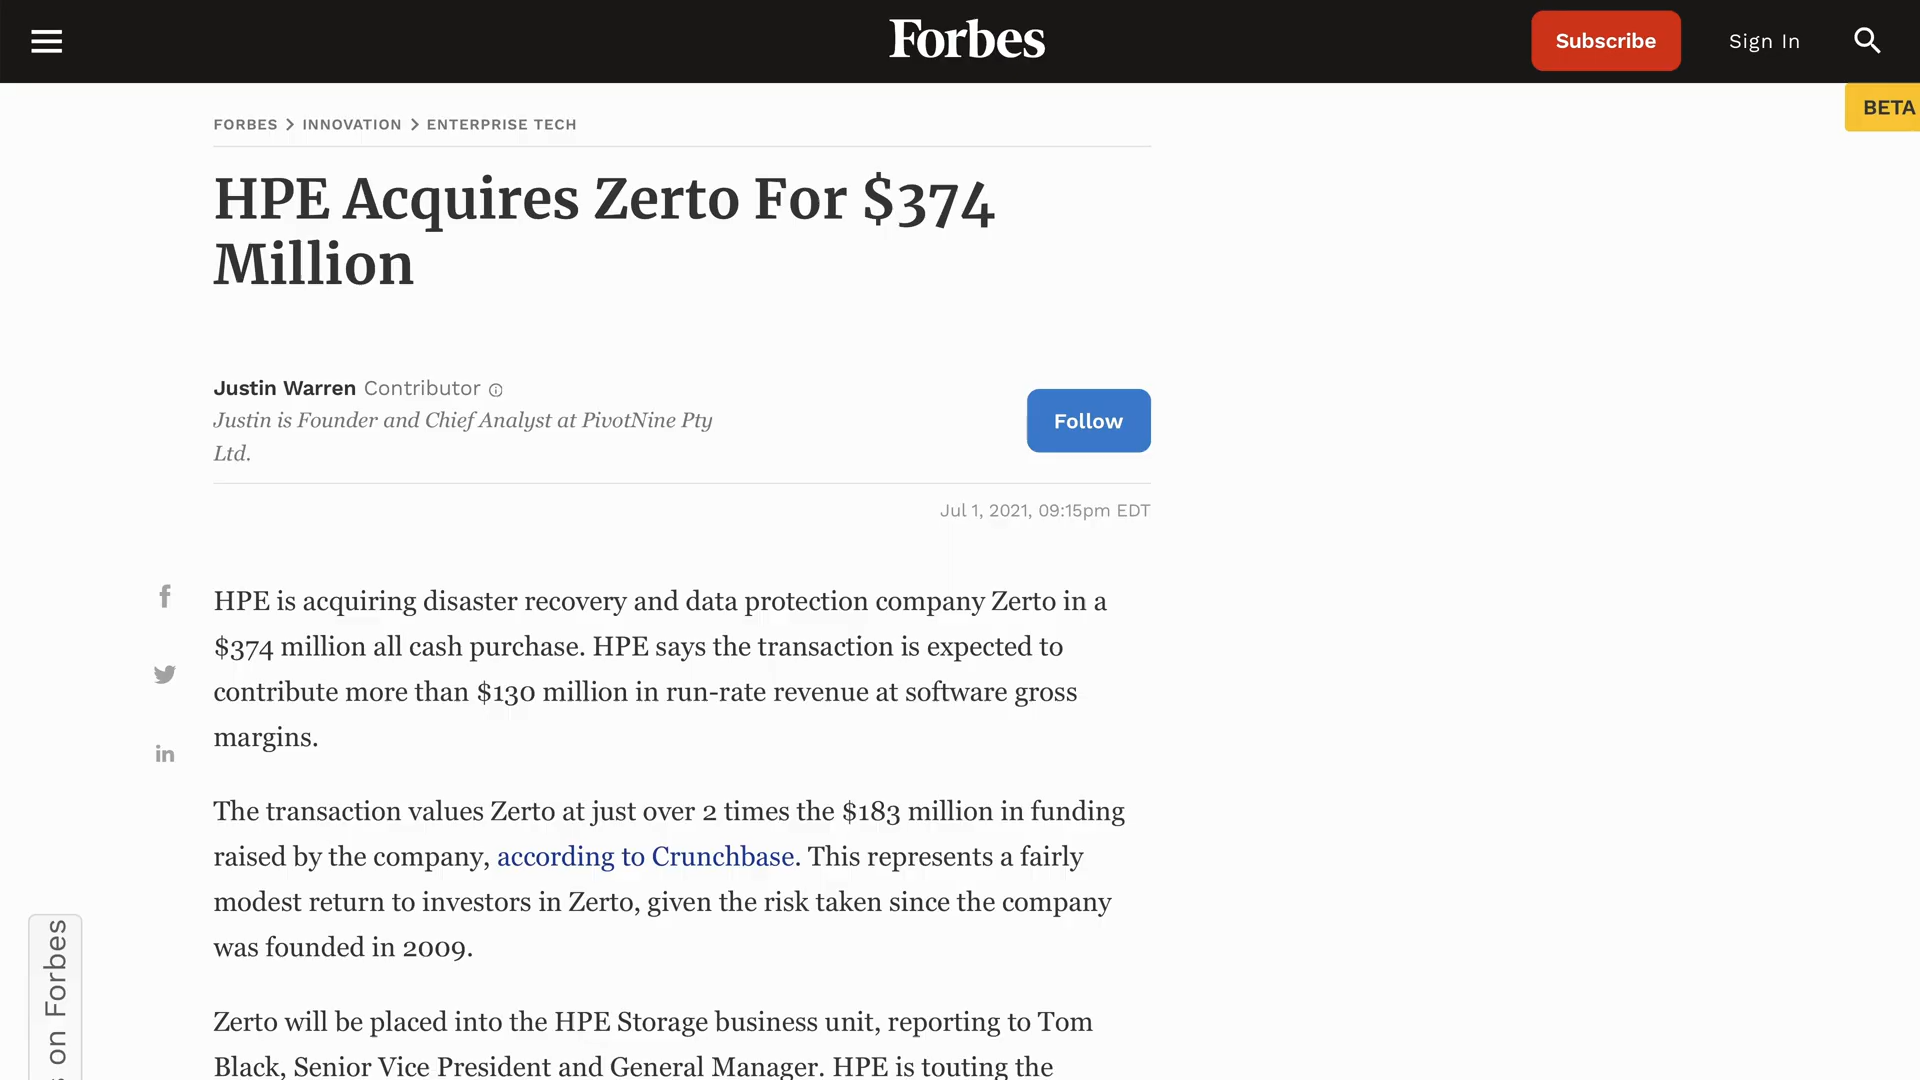 Forbes
Subscribe
Sign In
BETA
FORBES > INNOVATION > ENTERPRISE TECH
HPE Acquires Zerto For $374
Million
Justin Warren Contributor
Justin is Founder and Chief Analyst at PivotNine Pty
Ltd.
Follow
Jul 1, 2021, 09:15pm EDT
HPE is acquiring disaster recovery and data protection company Zerto in a
$374 million all cash purchase. HPE says the transaction is expected to
contribute more than $130 million in run-rate revenue at software gross
margins.
The transaction values Zerto at just over 2 times the $183 million in funding
raised by the company, according to Crunchbase. This represents a fairly
modest return to investors in Zerto, given the risk taken since the company
was founded in 2009.
Zerto will be placed into the HPE Storage business unit, reporting to Tom
Black, Senior Vice President and General Manager. HPE is touting the
on Forbes